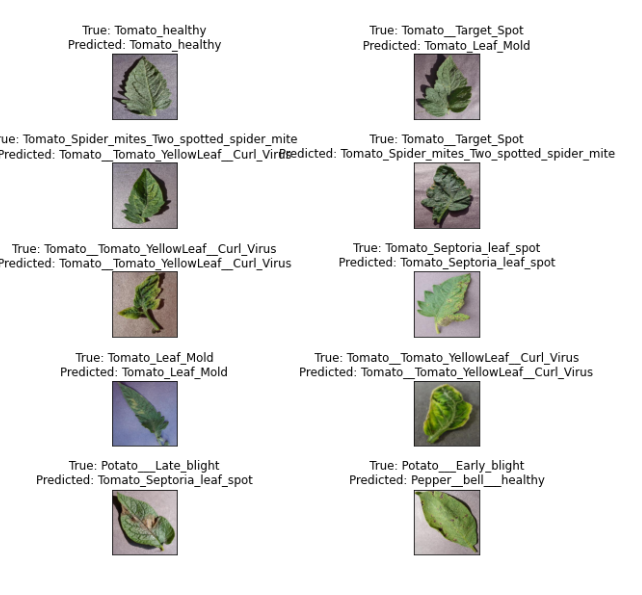 True: Tomato_healthy
Predicted: Tomato_healthy
True: Tomato__Target_Spot
Predicted: Tomato_Leaf_Mold
rue: Tomato_Spider_mites_Two_spotted_spider_mite
Predicted: Tomato__Tomato_YellowLeaf__Curl_Virus
True: Tomato__Target_Spot
Predicted: Tomato_Spider_mites_Two_spotted_spider_mite
True: Tomato__Tomato_YellowLeaf__Curl_Virus
Predicted: Tomato__Tomato_YellowLeaf__Curl_Virus
True: Tomato_Septoria_leaf_spot
Predicted: Tomato_Septoria_leaf_spot
True: Tomato_Leaf_Mold
Predicted: Tomato_Leaf_Mold
True: Tomato__Tomato_YellowLeaf__Curl_Virus
Predicted: Tomato__Tomato_YellowLeaf__Curl_Virus
True: Potato___Late_blight
Predicted: Tomato_Septoria_leaf_spot
True: Potato___Early_blight
Predicted: Pepper__bell___healthy